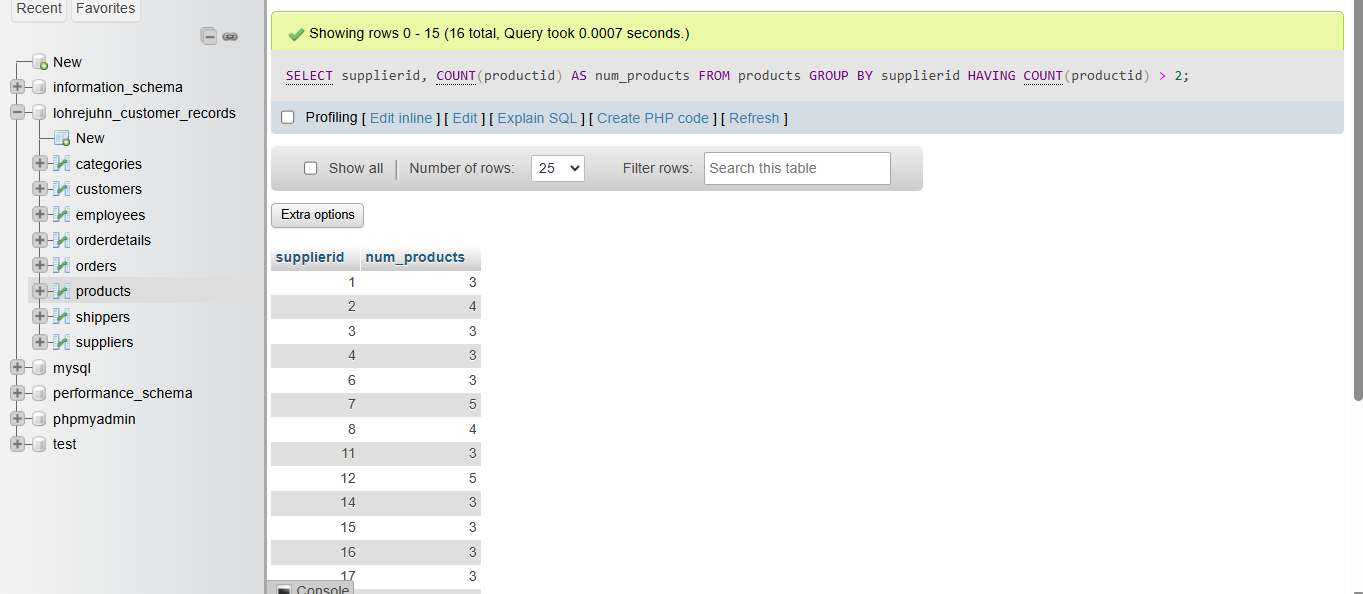 Recent Favorites
New
information_schema
lohrejuhn_customer_records
New
categories
customers
employees
orderdetails
orders
products
shippers
suppliers
mysql
performance_schema
phpmyadmin
test
Showing rows 0 - 15 (16 total, Query took 0.0007 seconds.)
SELECT supplierid, COUNT(productid) AS num_products FROM products GROUP BY supplierid HAVING COUNT(productid) > 2;
Profiling [ Edit inline ] [ Edit ] [ Explain SQL ] [ Create PHP code ] [ Refresh ]
Show all Number of rows: 25 Filter rows: Search this table
Extra options
supplierid num_products
1 3
2 4
3 3
4 3
6 3
7 5
8 4
11 3
12 5
14 3
15 3
16 3
17 3
Console